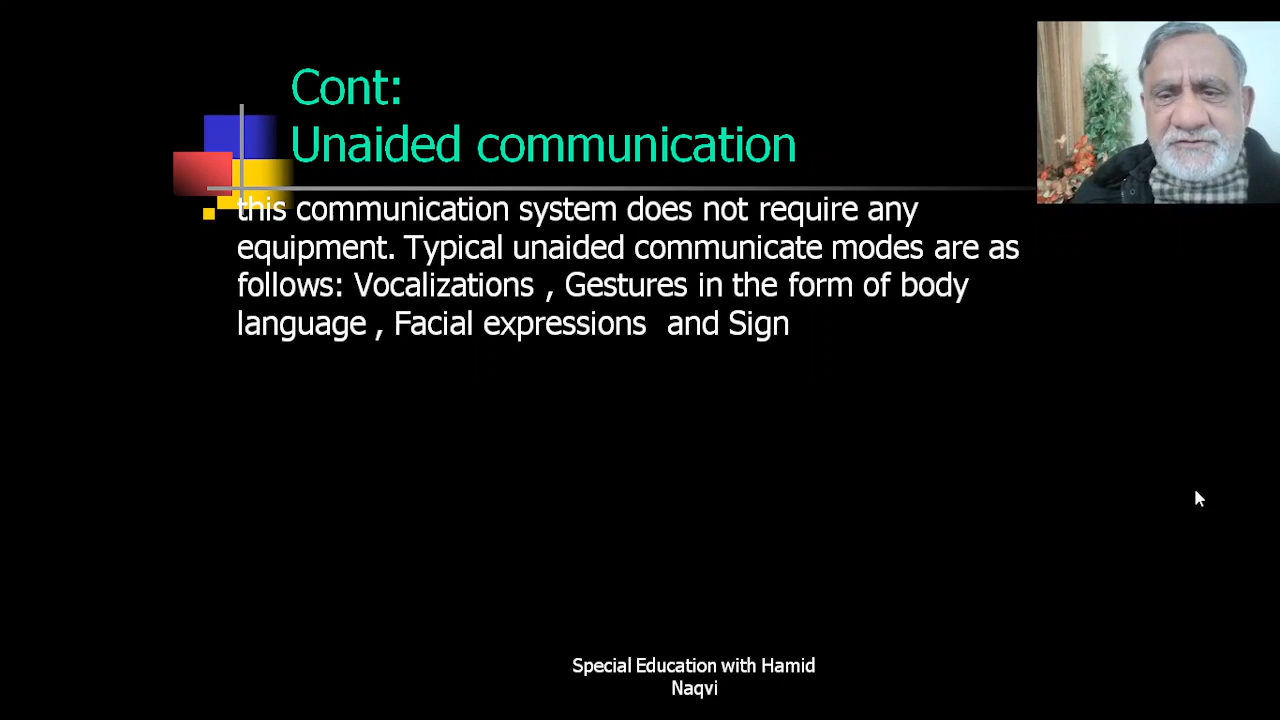 Cont:
Unaided communication
this communication system does not require any
equipment. Typical unaided communicate modes are as
follows: Vocalizations , Gestures in the form of body
language , Facial expressions  and Sign
Special Education with Hamid
Naqvi